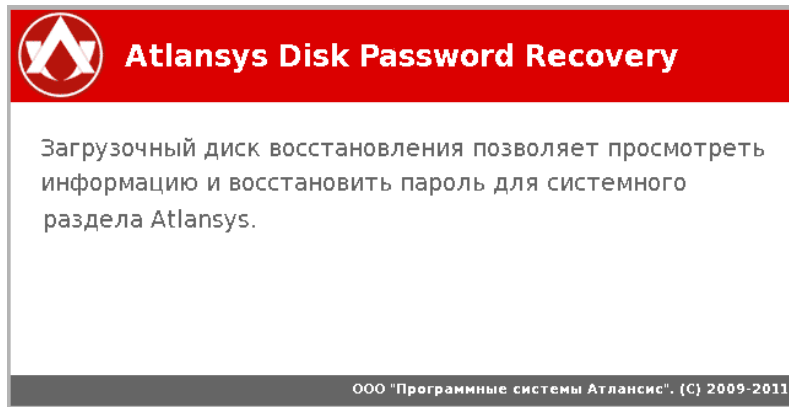 Atlansys Disk Password Recovery
Загрузочный диск восстановления позволяет просмотреть
информацию и восстановить пароль для системного
раздела Atlansys.
ООО "Программные системы Атлансис". (C) 2009-2011